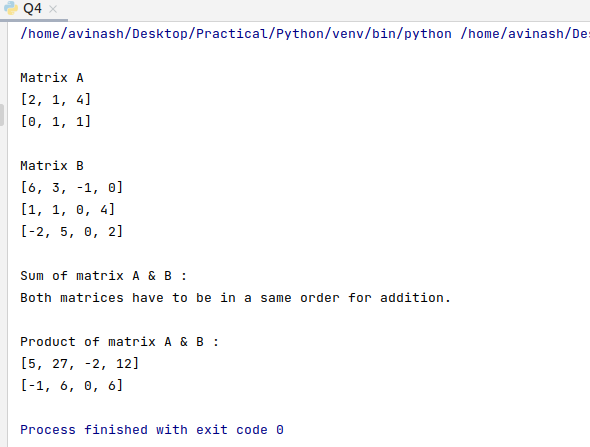 Q4
/home/avinash/Desktop/Practical/Python/venv/bin/python /home/avinash/De
Matrix A
[2, 1, 4]
[0, 1, 1]
Matrix B
[6, 3, -1, 0]
[1, 1, 0, 4]
[-2, 5, 0, 2]
Sum of matrix A & B :
Both matrices have to be in a same order for addition.
Product of matrix A & B :
[5, 27, -2, 12]
[-1, 6, 0, 6]
Process finished with exit code 0